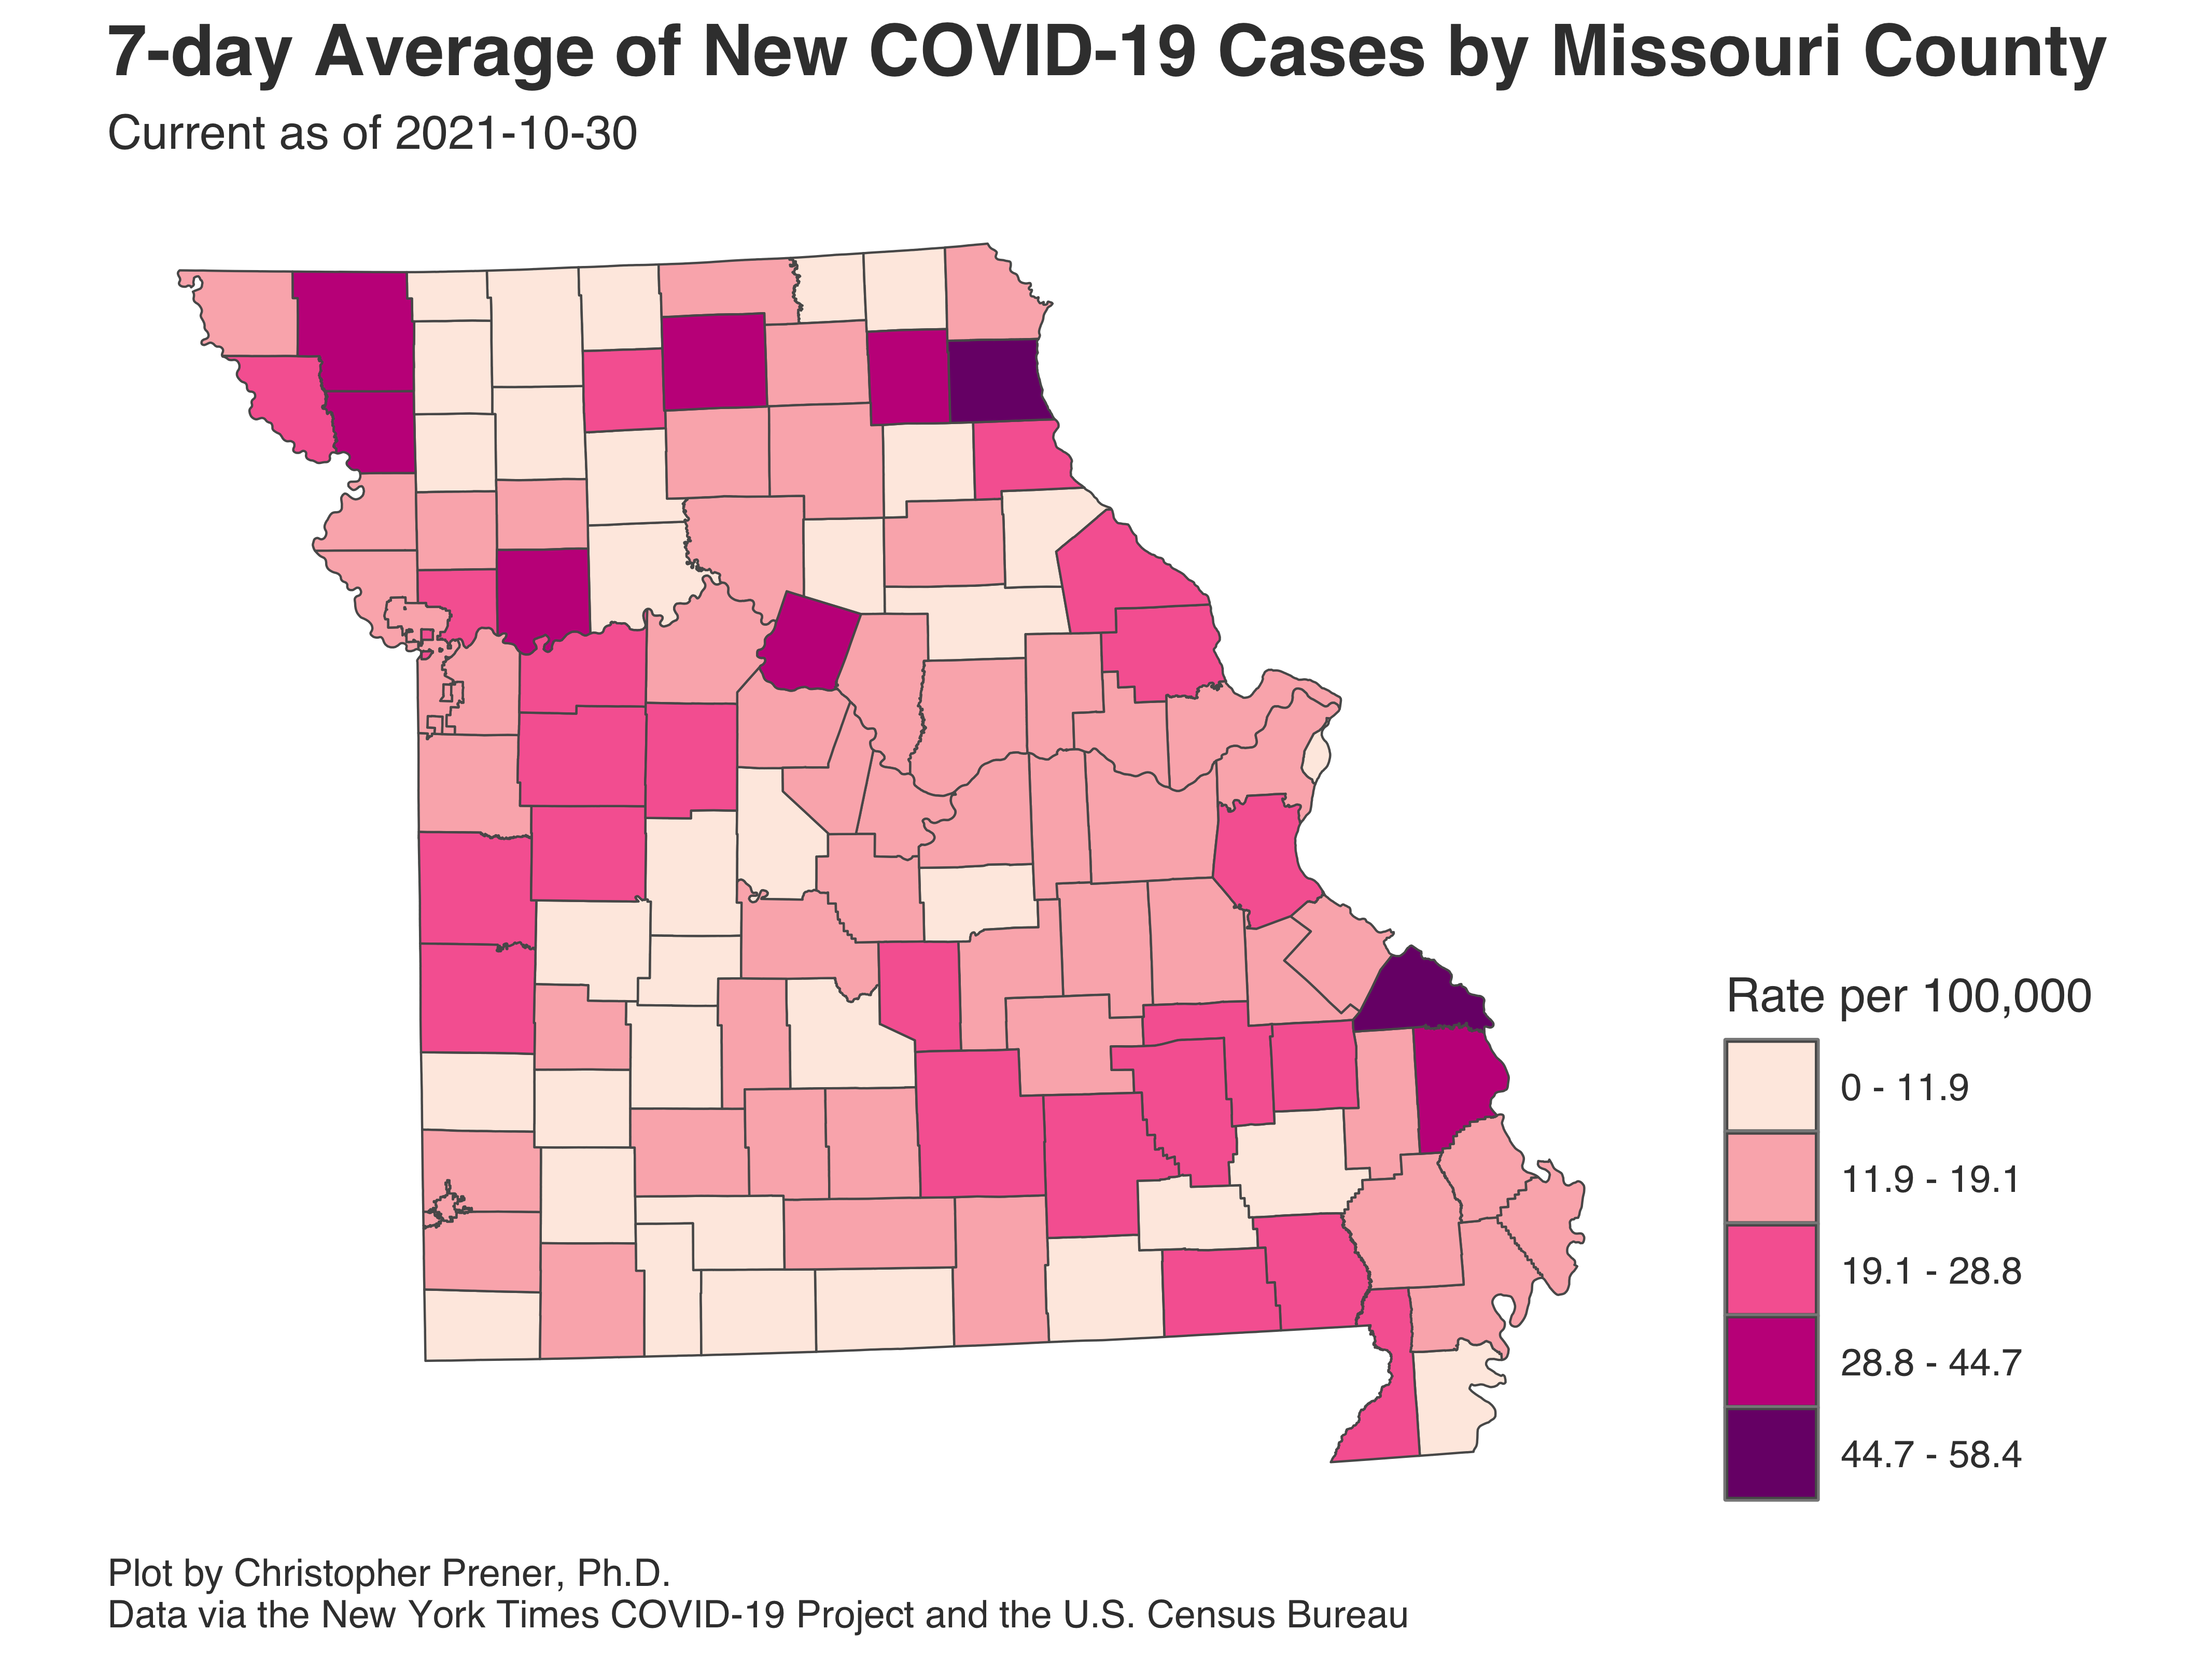 7-day Average of New COVID-19 Cases by Missouri County
Current as of 2021-10-30
Rate per 100,000
0 - 11.9
11.9 - 19.1
19.1 - 28.8
28.8 - 44.7
44.7 - 58.4
Plot by Christopher Prener, Ph.D.
Data via the New York Times COVID-19 Project and the U.S. Census Bureau